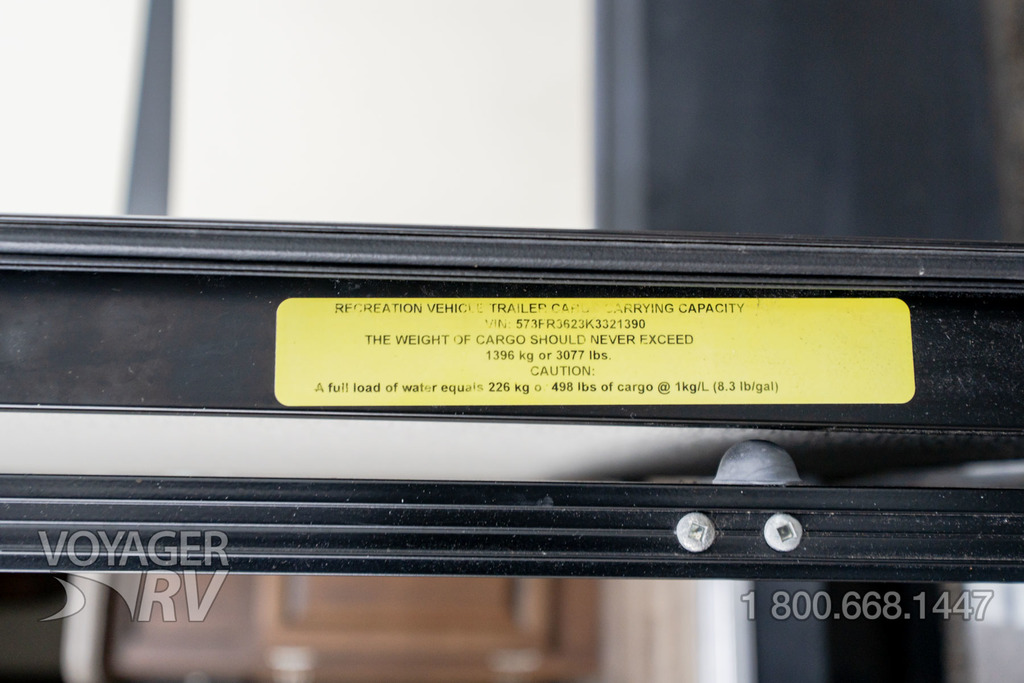 RECREATION VEHICLE TRAILER CARGO CARRYING CAPACITY
VIN: 573FR3623K3321390
THE WEIGHT OF CARGO SHOULD NEVER EXCEED
1396 kg or 3077 lbs.
CAUTION:
A full load of water equals 226 kg or 498 lbs of cargo @ 1kg/L (8.3 lb/gal)
VOYAGER
RV
1 800.668.1447